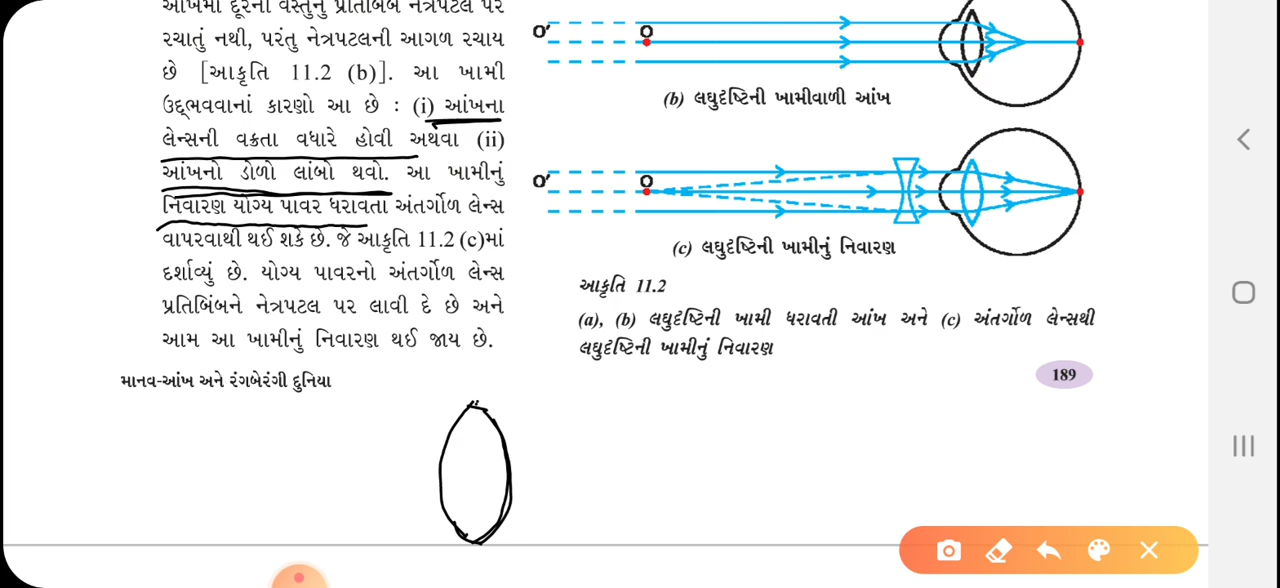 આંખમાં દૂરની વસ્તુનું પ્રતિબિંબ નેત્રપટલ પર
રચાતું નથી, પરંતુ નેત્રપટલની આગળ રચાય
છે [આકૃતિ 11.2 (b)]. આ ખામી
ઉદ્ભવવાનાં કારણો આ છે : (i) આંખના
લેન્સની વક્રતા વધારે હોવી અથવા (ii)
આંખનો ડોળો લાંબો થવો. આ ખામીનું
નિવારણ યોગ્ય પાવર ધરાવતા અંતર્ગોળ લેન્સ
વાપરવાથી થઈ શકે છે. જે આકૃતિ 11.2 (c)માં
દર્શાવ્યું છે. યોગ્ય પાવરનો અંતર્ગોળ લેન્સ
પ્રતિબિંબને નેત્રપટલ પર લાવી દે છે અને
આમ આ ખામીનું નિવારણ થઈ જાય છે.
માનવ-આંખ અને રંગબેરંગી દુનિયા
O′ O
(b) લઘુદૃષ્ટિની ખામીવાળી આંખ
O′ O
(c) લઘુદૃષ્ટિની ખામીનું નિવારણ
આકૃતિ 11.2
(a), (b) લઘુદૃષ્ટિની ખામી ધરાવતી આંખ અને (c) અંતર્ગોળ લેન્સથી
લઘુદૃષ્ટિની ખામીનું નિવારણ
189